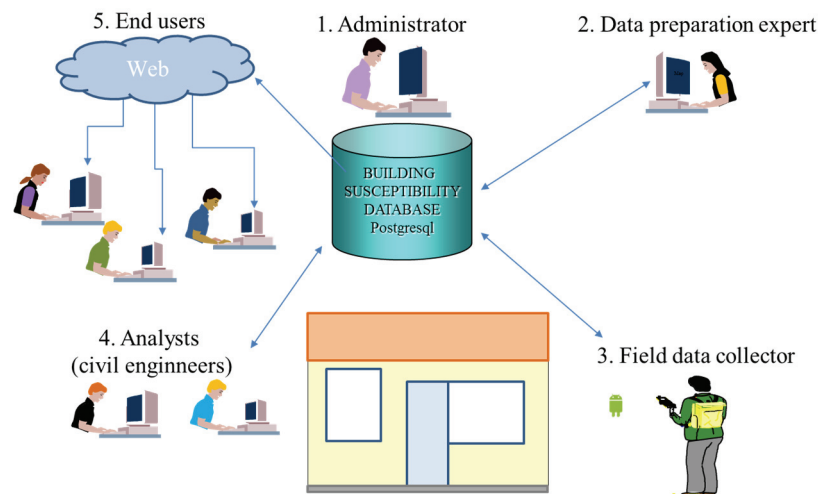 5. End users
1. Administrator
2. Data preparation expert
Web
BUILDING
SUSCEPTIBILITY
DATABASE
Postgresql
4. Analysts
(civil enginneers)
3. Field data collector